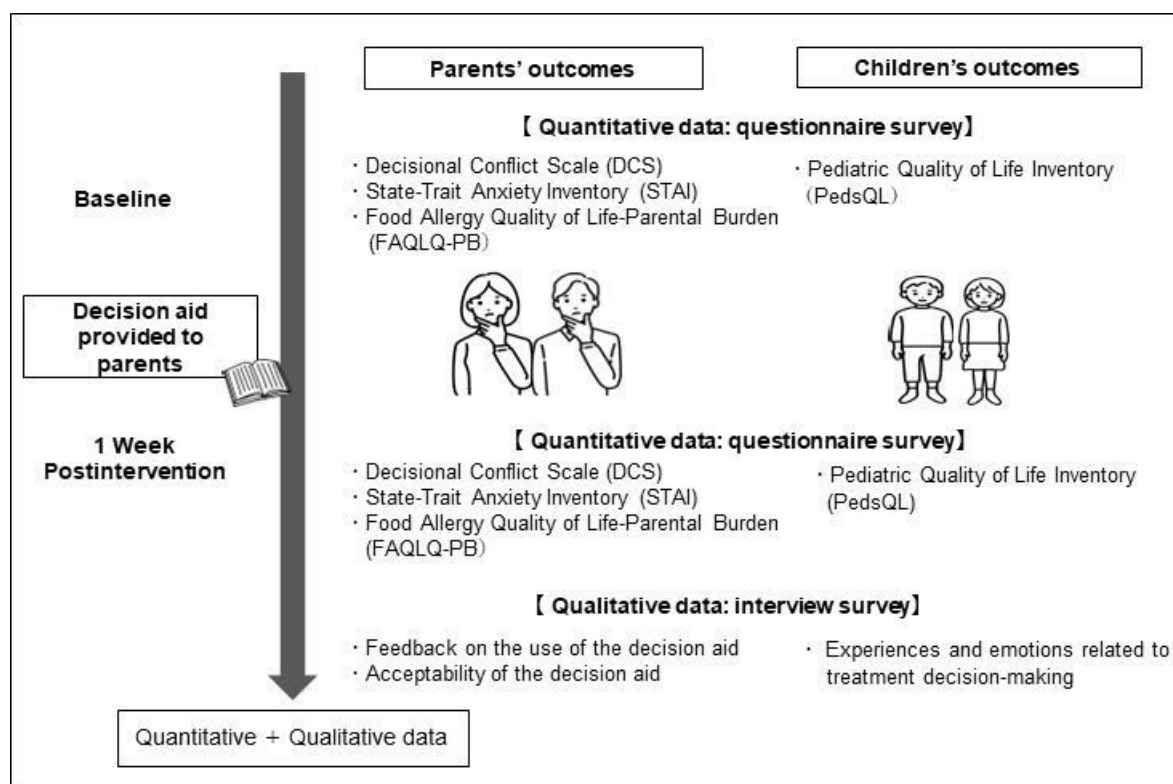 Parents' outcomes
Children's outcomes
【 Quantitative data: questionnaire survey】
Baseline
· Decisional Conflict Scale (DCS)
· State-Trait Anxiety Inventory (STAI)
· Food Allergy Quality of Life-Parental Burden
(FAQLQ-PB）
· Pediatric Quality of Life Inventory
（PedsQL）
Decision aid
provided to
parents
1 Week
Postintervention
【 Quantitative data: questionnaire survey】
· Decisional Conflict Scale (DCS)
· State-Trait Anxiety Inventory (STAI)
· Food Allergy Quality of Life-Parental Burden
(FAQLQ-PB）
· Pediatric Quality of Life Inventory
(PedsQL)
【 Qualitative data: interview survey】
· Feedback on the use of the decision aid
· Acceptability of the decision aid
· Experiences and emotions related to
treatment decision-making
Quantitative + Qualitative data